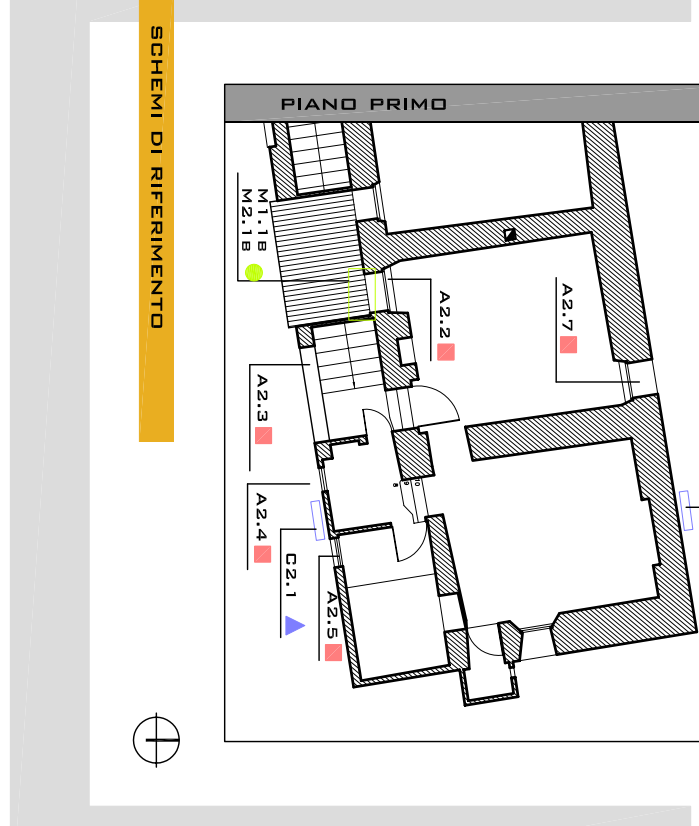 SCHEMI DI RIFERIMENTO
PIANO PRIMO
M1.1B
M2.1B
A2.2
A2.7
A2.3
A2.4
C2.1
A2.5